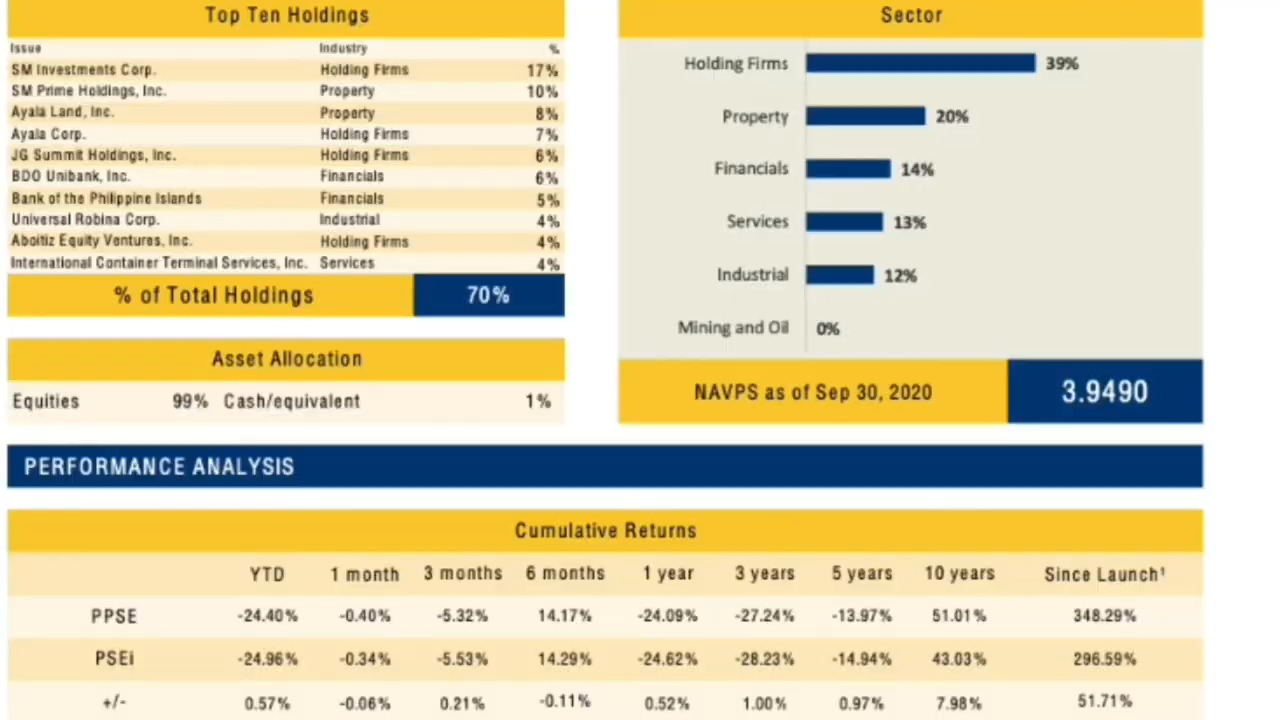 Top Ten Holdings
Issue Industry %
SM Investments Corp. Holding Firms 17%
SM Prime Holdings, Inc. Property 10%
Ayala Land, Inc. Property 8%
Ayala Corp. Holding Firms 7%
JG Summit Holdings, Inc. Holding Firms 6%
BDO Unibank, Inc. Financials 6%
Bank of the Philippine Islands Financials 5%
Universal Robina Corp. Industrial 4%
Aboitiz Equity Ventures, Inc. Holding Firms 4%
International Container Terminal Services, Inc. Services 4%
% of Total Holdings 70%
Asset Allocation
Equities 99% Cash/equivalent 1%
Sector
Holding Firms 39%
Property 20%
Financials 14%
Services 13%
Industrial 12%
Mining and Oil 0%
NAVPS as of Sep 30, 2020 3.9490
PERFORMANCE ANALYSIS
Cumulative Returns
YTD 1 month 3 months 6 months 1 year 3 years 5 years 10 years Since Launch¹
PPSE -24.40% -0.40% -5.32% 14.17% -24.09% -27.24% -13.97% 51.01% 348.29%
PSEi -24.96% -0.34% -5.53% 14.29% -24.62% -28.23% -14.94% 43.03% 296.59%
+/- 0.57% -0.06% 0.21% -0.11% 0.52% 1.00% 0.97% 7.98% 51.71%